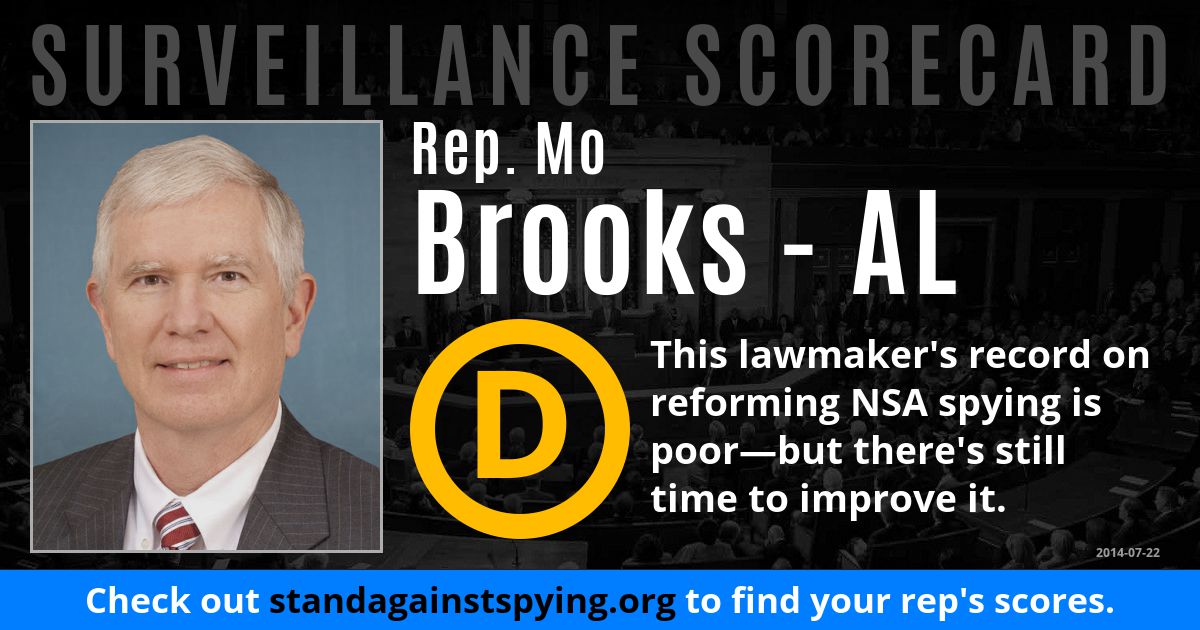 SURVEILLANCE SCORECARD
Rep. Mo
Brooks - AL
D
This lawmaker's record on
reforming NSA spying is
poor—but there's still
time to improve it.
2014-07-22
Check out standagainstspying.org to find your rep's scores.